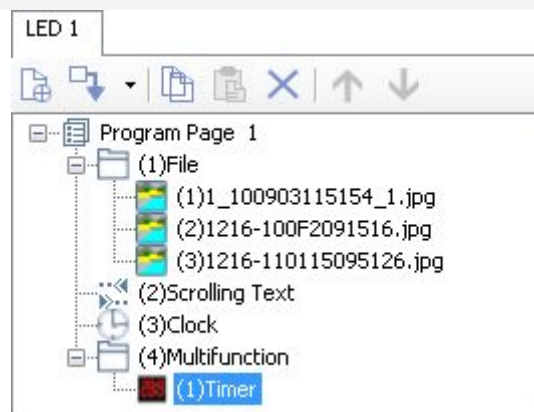 LED 1
Program Page 1
(1)File
(1)1_100903115154_1.jpg
(2)1216-100F2091516.jpg
(3)1216-110115095126.jpg
(2)Scrolling Text
(3)Clock
(4)Multifunction
(1)Timer